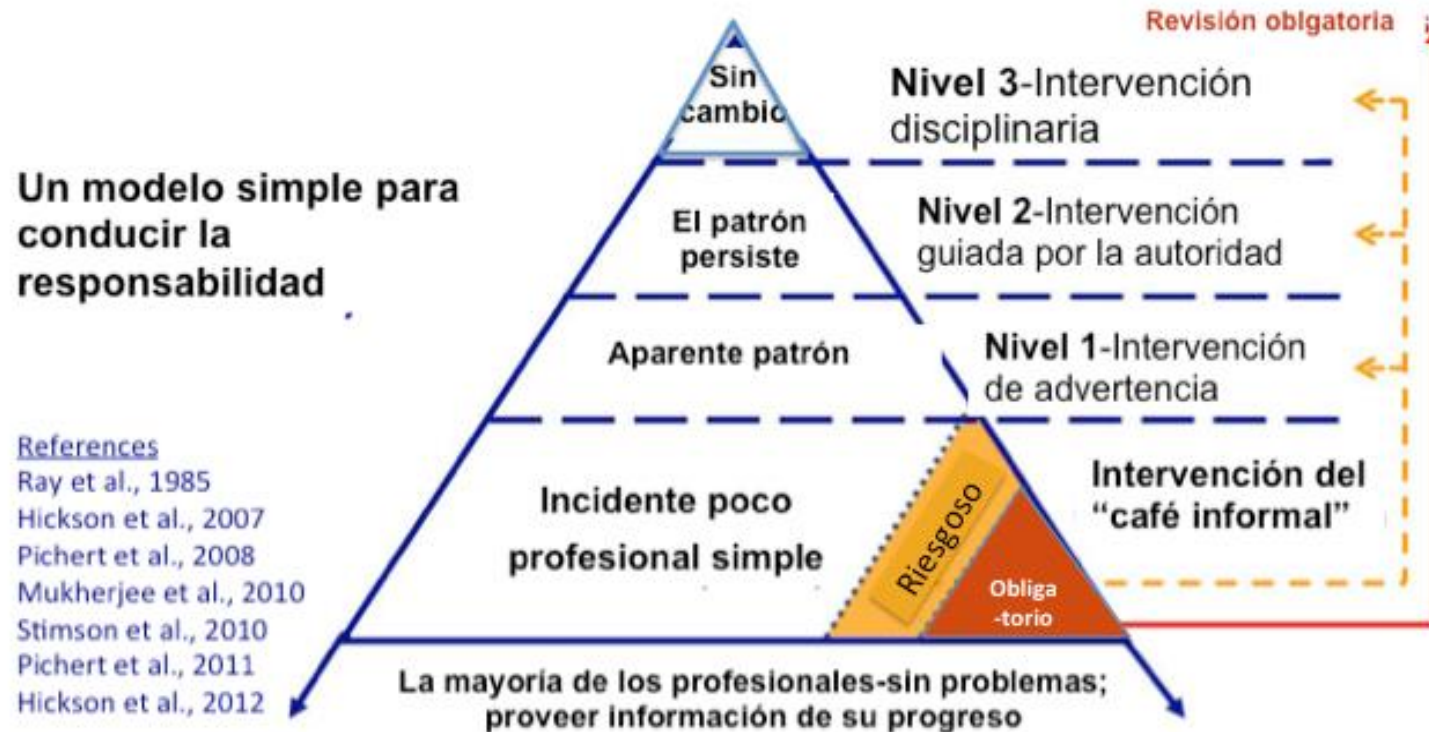 Revisión oblgatoria
Sin
cambio
Nivel 3-Intervención
disciplinaria
Un modelo simple para
conducir la
responsabilidad
El patrón
persiste
Nivel 2-Intervención
guiada por la autoridad
Aparente patrón
Nivel 1-Intervención
de advertencia
References
Ray et al., 1985
Hickson et al., 2007
Pichert et al., 2008
Mukherjee et al., 2010
Stimson et al., 2010
Pichert et al., 2011
Hickson et al., 2012
Incidente poco
profesional simple
Riesgoso
Obliga
-torio
Intervención del
“café informal”
La mayoría de los profesionales-sin problemas;
proveer información de su progreso